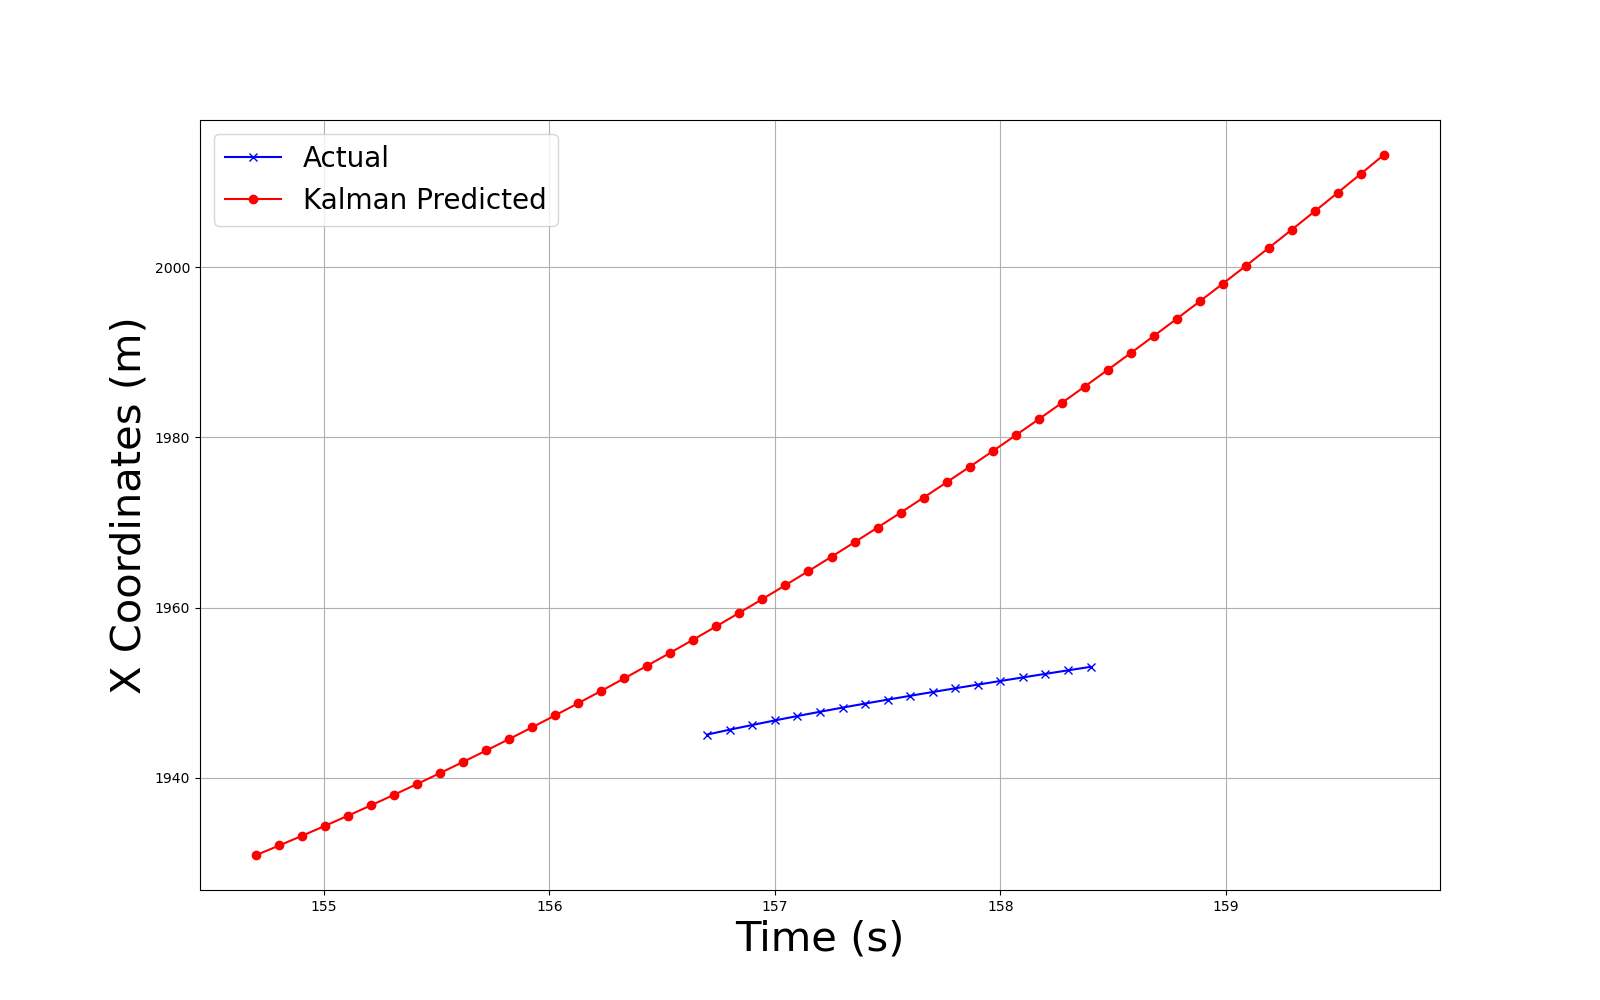 Actual
Kalman Predicted
X Coordinates (m)
2000
1980
1960
1940
155 156 157 158 159
Time (s)